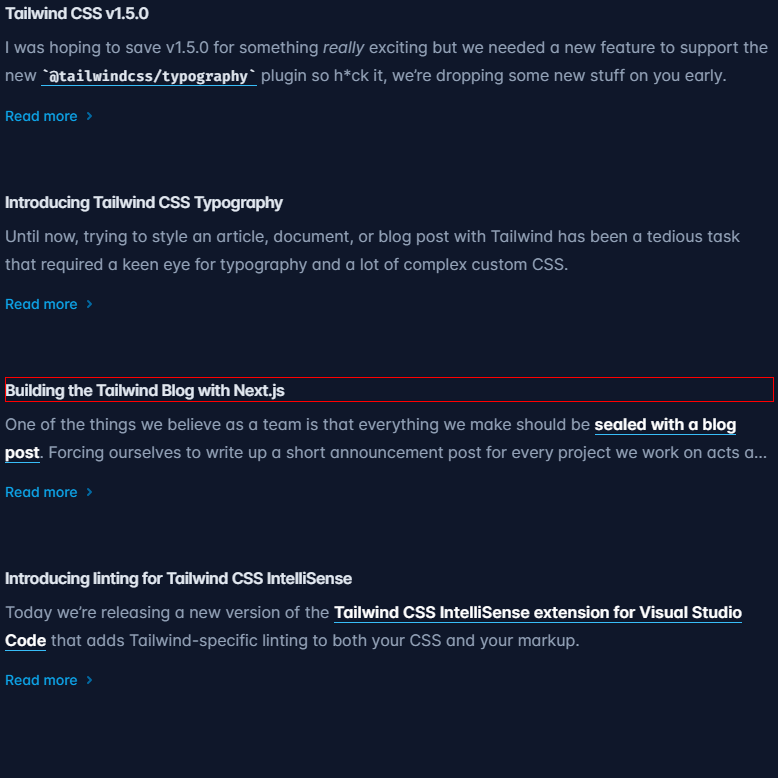 Tailwind CSS v1.5.0
I was hoping to save v1.5.0 for something really exciting but we needed a new feature to support the
new `@tailwindcss/typography` plugin so h*ck it, we’re dropping some new stuff on you early.
Read more ›
Introducing Tailwind CSS Typography
Until now, trying to style an article, document, or blog post with Tailwind has been a tedious task
that required a keen eye for typography and a lot of complex custom CSS.
Read more ›
Building the Tailwind Blog with Next.js
One of the things we believe as a team is that everything we make should be sealed with a blog
post. Forcing ourselves to write up a short announcement post for every project we work on acts a...
Read more ›
Introducing linting for Tailwind CSS IntelliSense
Today we’re releasing a new version of the Tailwind CSS IntelliSense extension for Visual Studio
Code that adds Tailwind-specific linting to both your CSS and your markup.
Read more ›